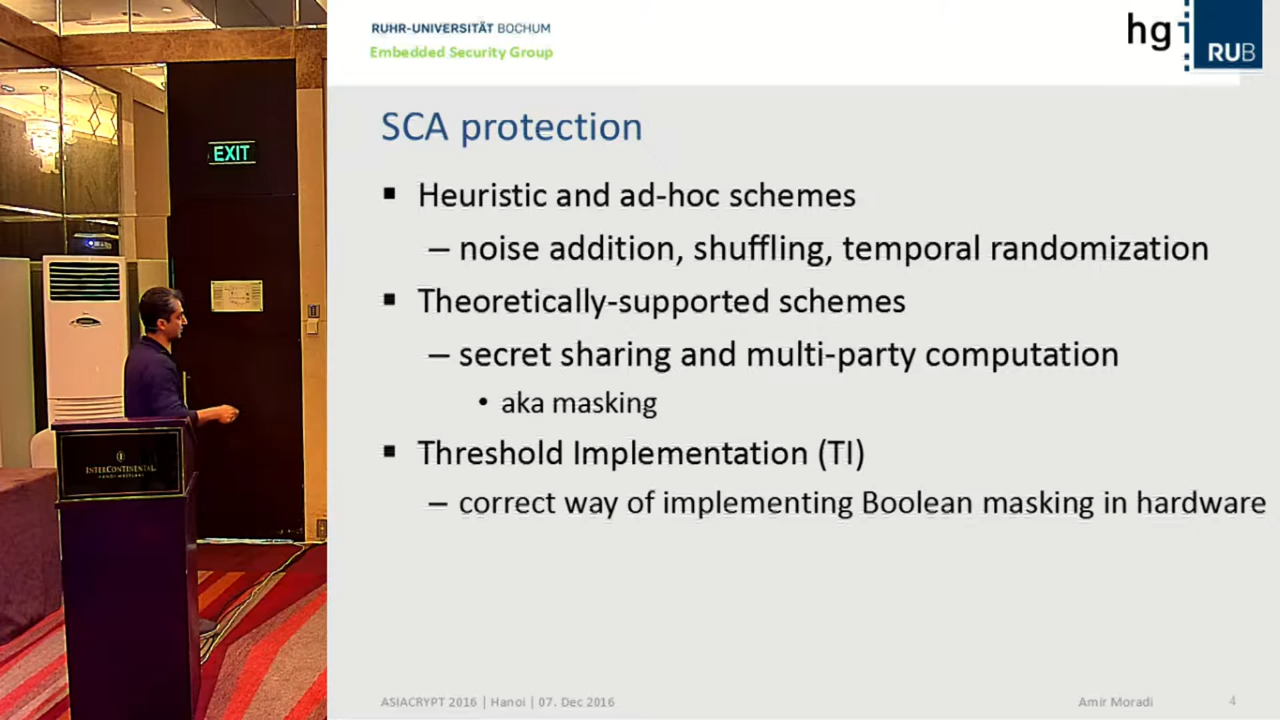 RUHR-UNIVERSITÄT BOCHUM
Embedded Security Group
hgi
RUB
SCA protection
▪ Heuristic and ad-hoc schemes
– noise addition, shuffling, temporal randomization
▪ Theoretically-supported schemes
– secret sharing and multi-party computation
• aka masking
▪ Threshold Implementation (TI)
– correct way of implementing Boolean masking in hardware
ASIACRYPT 2016 | Hanoi | 07. Dec 2016
Amir Moradi
4
EXIT
INTERCONTINENTAL